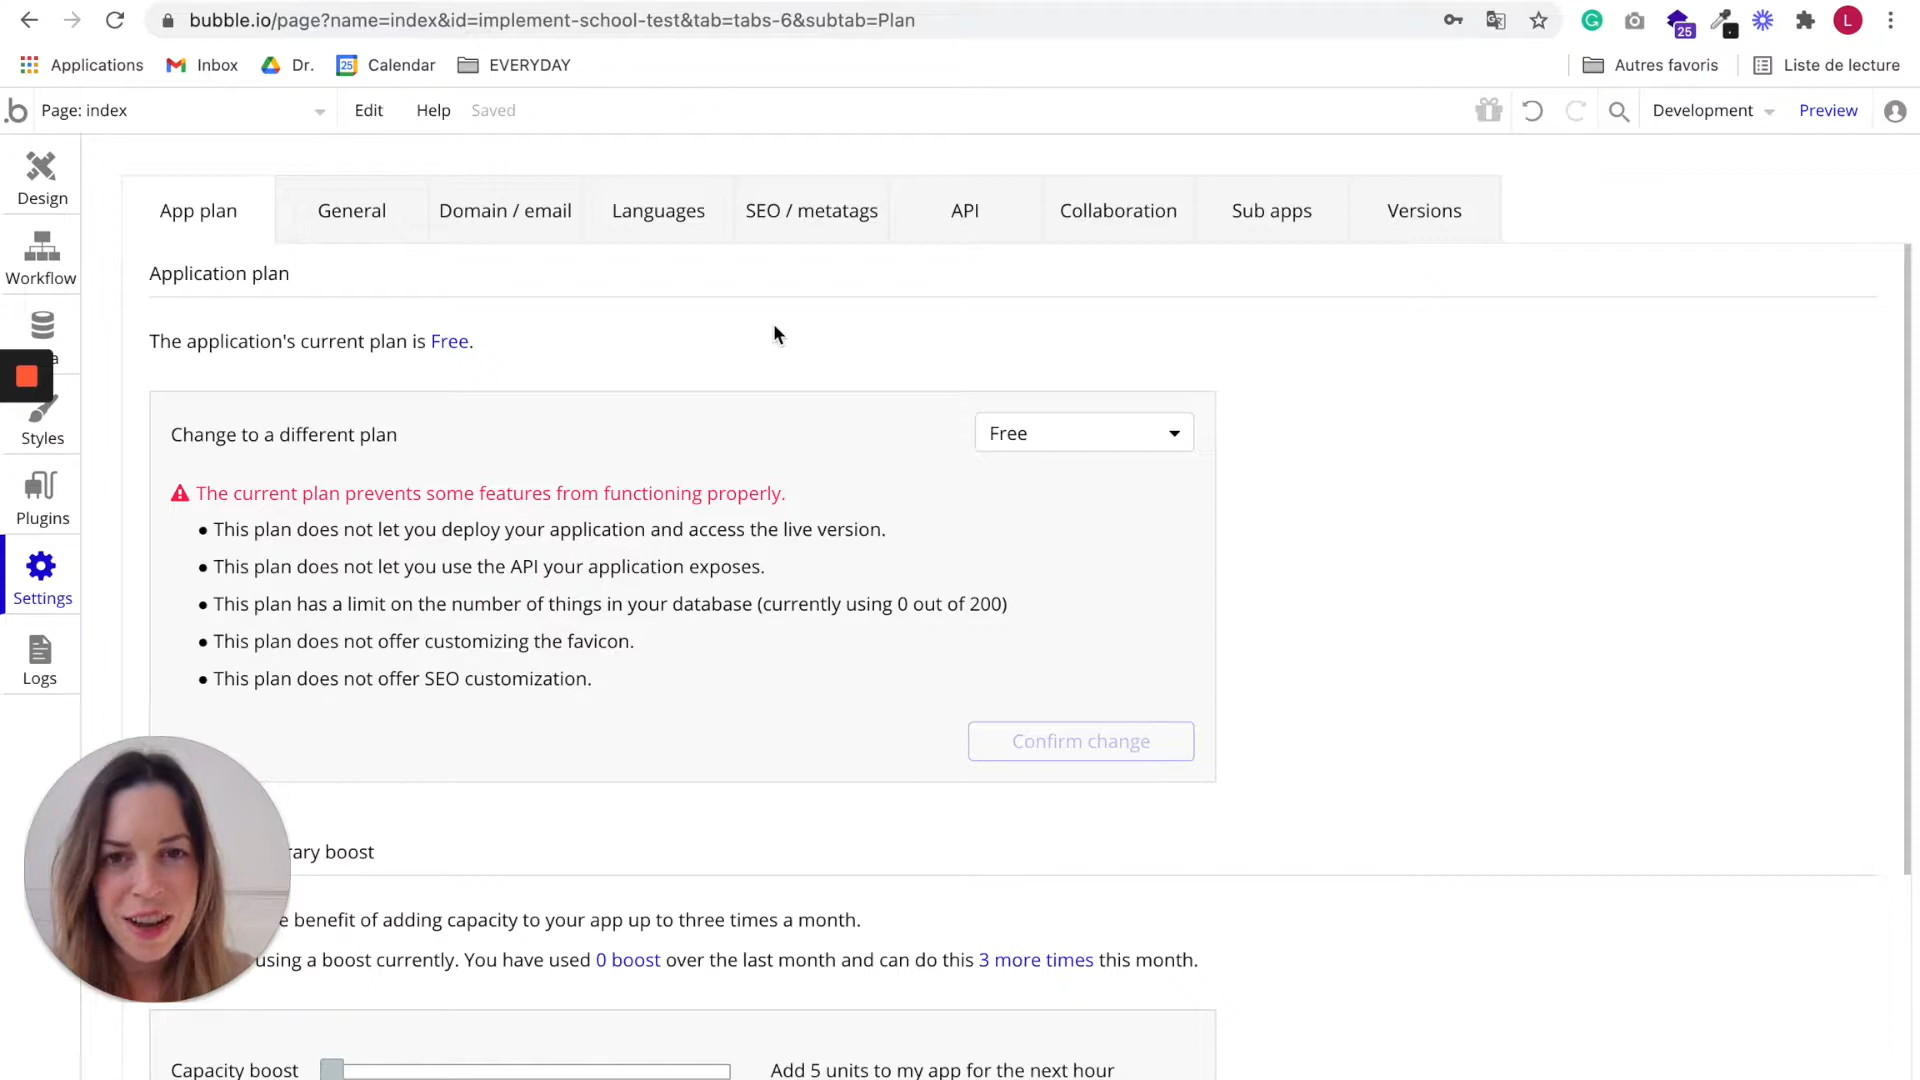 bubble.io/page?name=index&id=implement-school-test&tab=tabs-6&subtab=Plan
25
L
Applications
Inbox
Dr.
25
Calendar
EVERYDAY
Autres favoris
Liste de lecture
.b
Page: index
Edit
Help
Saved
Development
Preview
Design
Workflow
a
Styles
Plugins
Settings
Logs
App plan
General
Domain / email
Languages
SEO / metatags
API
Collaboration
Sub apps
Versions
Application plan
The application's current plan is Free.
Change to a different plan
Free
The current plan prevents some features from functioning properly.
● This plan does not let you deploy your application and access the live version.
● This plan does not let you use the API your application exposes.
● This plan has a limit on the number of things in your database (currently using 0 out of 200)
● This plan does not offer customizing the favicon.
● This plan does not offer SEO customization.
Confirm change
rary boost
e benefit of adding capacity to your app up to three times a month.
using a boost currently. You have used 0 boost over the last month and can do this 3 more times this month.
Capacity boost
Add 5 units to my app for the next hour